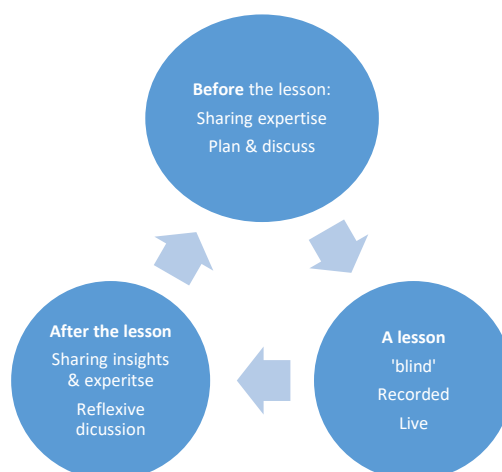 Before the lesson:
Sharing expertise
Plan & discuss
A lesson
'blind'
Recorded
Live
After the lesson
Sharing insights
& experitse
Reflexive
dicussion